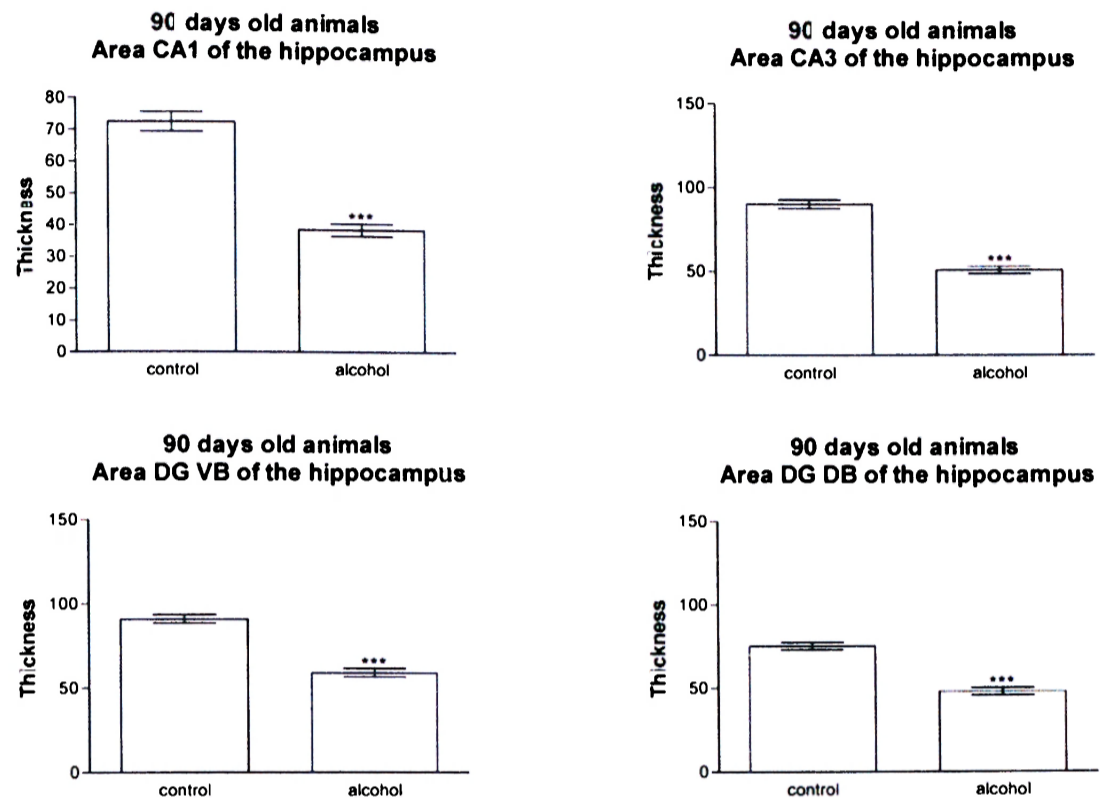 90 days old animals
Area CA1 of the hippocampus
80
70
60
50
40
30
20
10
0
Thickness
***
control
alcohol
90 days old animals
Area CA3 of the hippocampus
150
100
50
0
Thickness
***
control
alcohol
90 days old animals
Area DG VB of the hippocampus
150
100
50
0
Thickness
***
control
alcohol
90 days old animals
Area DG DB of the hippocampus
150
100
50
0
Thickness
***
control
alcohol